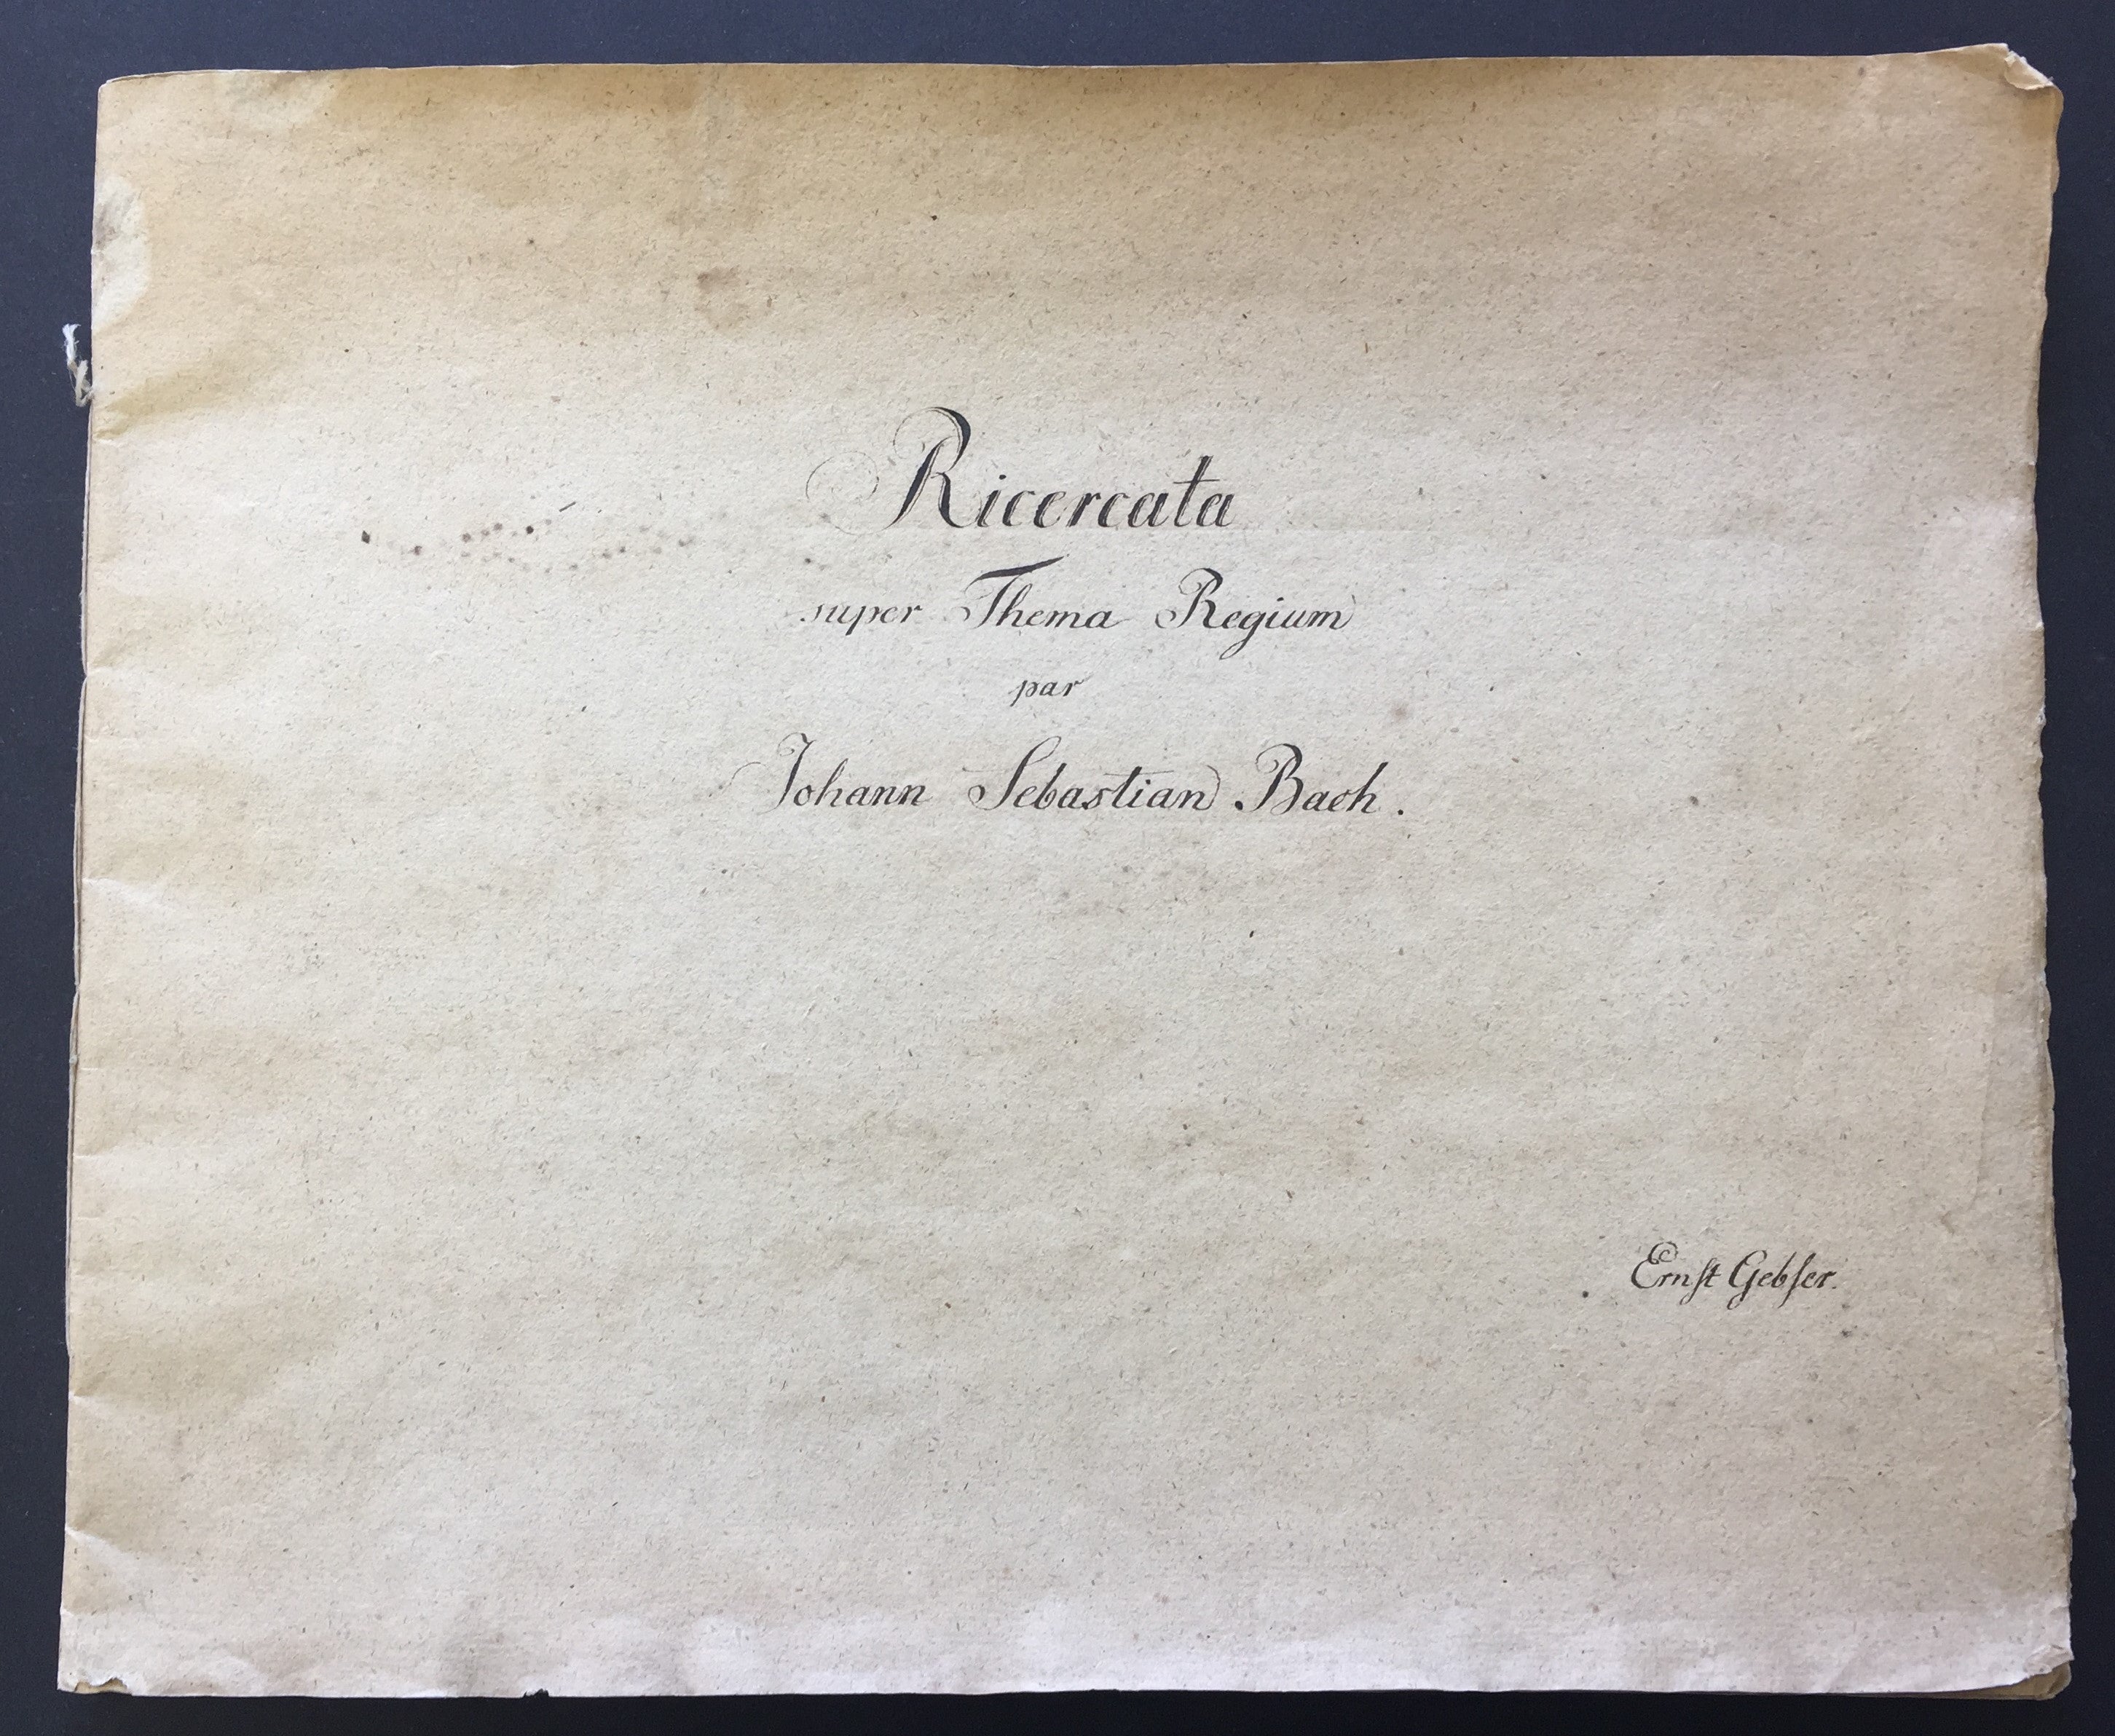 Ricercata
super Thema Regium
par
Johann Sebastian Bach.
Ernſt Gebſer.